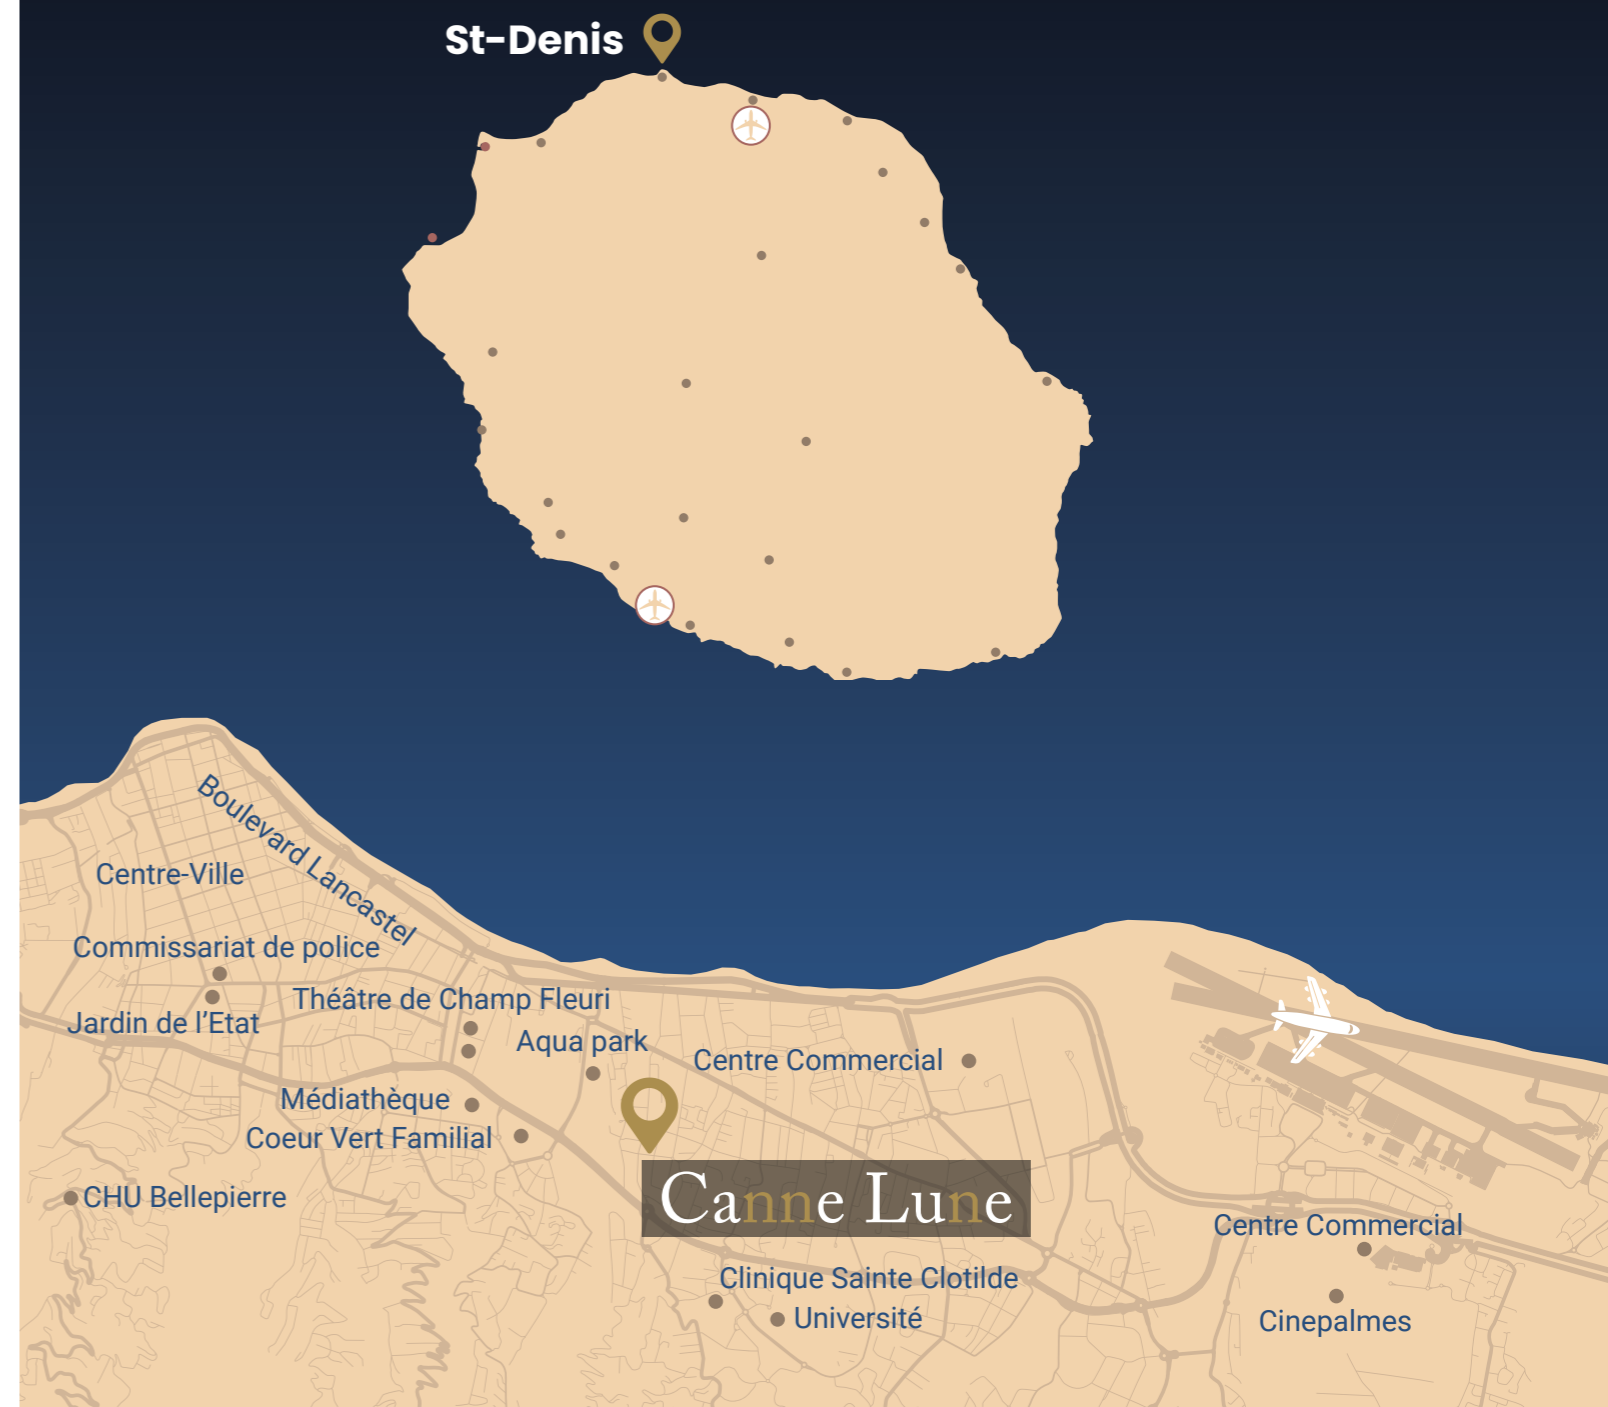 St-Denis
Boulevard Lancastel
Centre-Ville
Commissariat de police
Théâtre de Champ Fleuri
Jardin de l'Etat
Aqua park
Centre Commercial
Médiathèque
Coeur Vert Familial
CHU Bellepierre
Canne Lune
Centre Commercial
Clinique Sainte Clotilde
Université
Cinepalmes